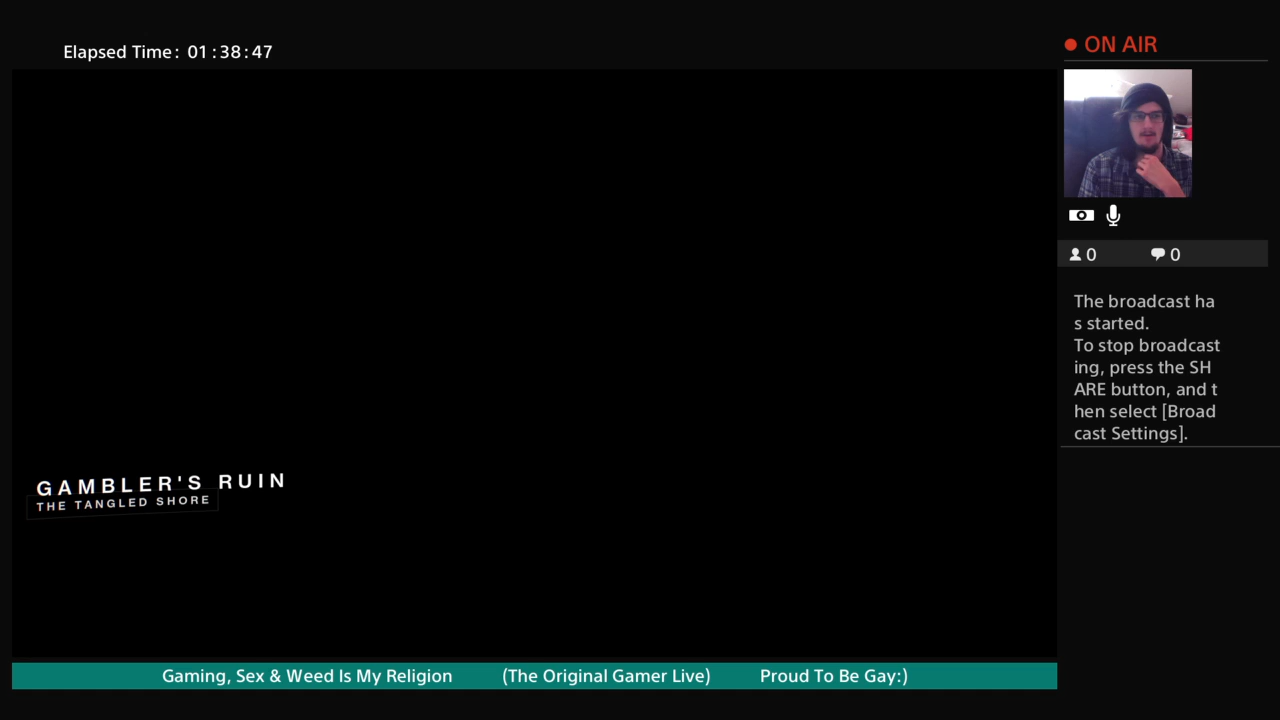 Elapsed Time: 01:38:47
ON AIR
0 0
The broadcast ha
s started.
To stop broadcast
ing, press the SH
ARE button, and t
hen select [Broad
cast Settings].
GAMBLER'S RUIN
THE TANGLED SHORE
Gaming, Sex & Weed Is My Religion (The Original Gamer Live) Proud To Be Gay:)